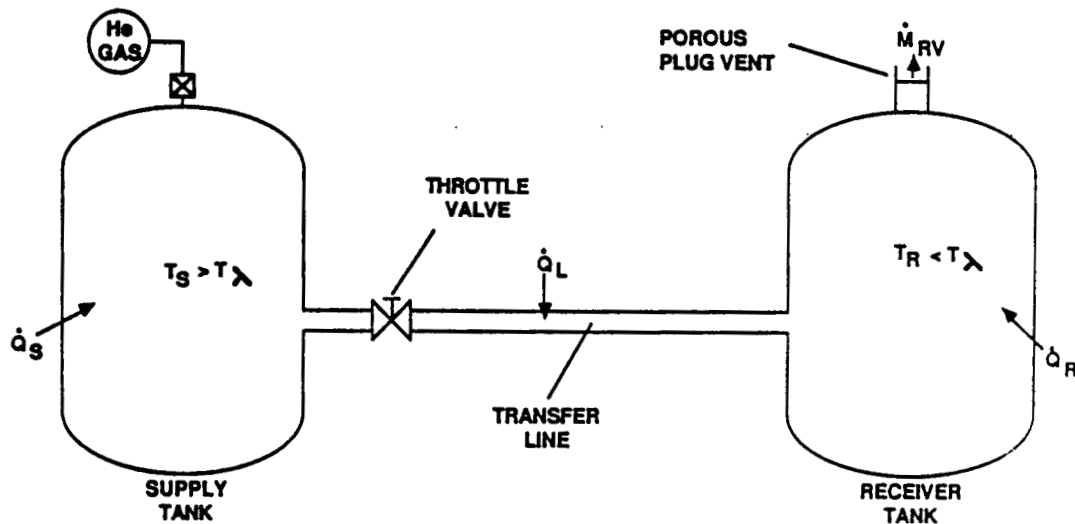 He
GAS
POROUS
PLUG VENT
Ṁ RV
THROTTLE
VALVE
T S > T λ
Q̇ L
T R < T λ
Q̇ S
Q̇ R
TRANSFER
LINE
SUPPLY
TANK
RECEIVER
TANK